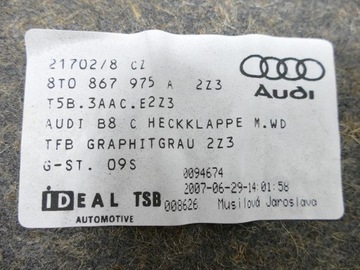 21702/8 CZ
8T0 867 975 A 2Z3
T5B.3AAC.E2Z3
Audi
AUDI B8 C HECKKLAPPE M.WD
TFB GRAPHITGRAU 2Z3
G-ST. 09S
0094674
2007-06-29-14:01:58
IDEAL TSB 008626 Musilová Jaroslava
AUTOMOTIVE